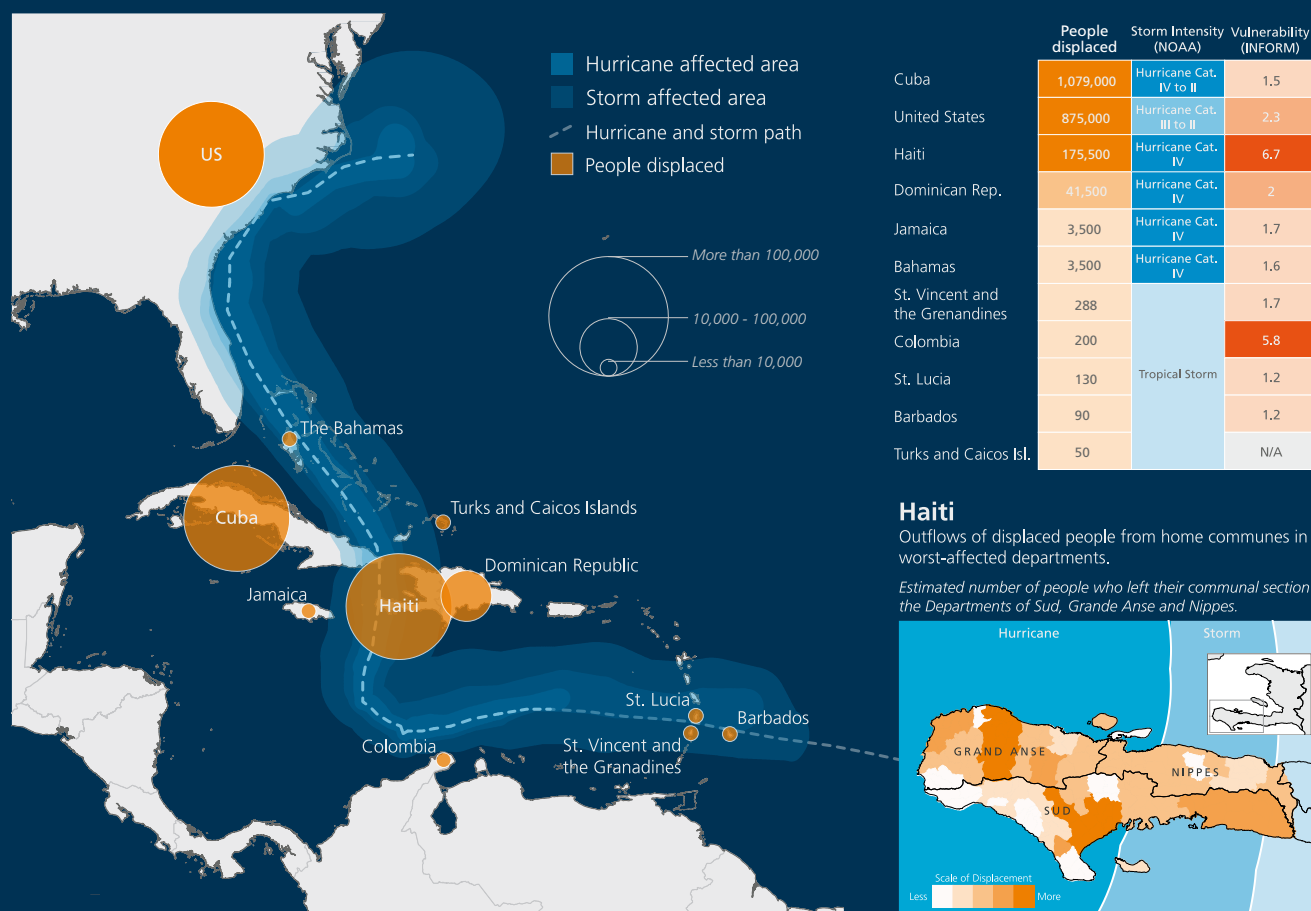 US
Hurricane affected area
Storm affected area
Hurricane and storm path
People displaced
More than 100,000
10,000 - 100,000
Less than 10,000
The Bahamas
Cuba
Turks and Caicos Islands
Dominican Republic
Jamaica
Haiti
St. Lucia
Barbados
Colombia
St. Vincent and
the Granadines
People
displaced
Storm Intensity
(NOAA)
Vulnerability
(INFORM)
Cuba
1,079,000
Hurricane Cat.
IV to II
1.5
United States
875,000
Hurricane Cat.
III to II
2.3
Haiti
175,500
Hurricane Cat.
IV
6.7
Dominican Rep.
41,500
Hurricane Cat.
IV
2
Jamaica
3,500
Hurricane Cat.
IV
1.7
Bahamas
3,500
Hurricane Cat.
IV
1.6
St. Vincent and
the Grenandines
288
1.7
Colombia
200
5.8
St. Lucia
130
Tropical Storm
1.2
Barbados
90
1.2
Turks and Caicos Isl.
50
N/A
Haiti
Outflows of displaced people from home communes in
worst-affected departments.
Estimated number of people who left their communal section
the Departments of Sud, Grande Anse and Nippes.
Hurricane
Storm
GRAND ANSE
NIPPES
SUD
Scale of Displacement
Less
More